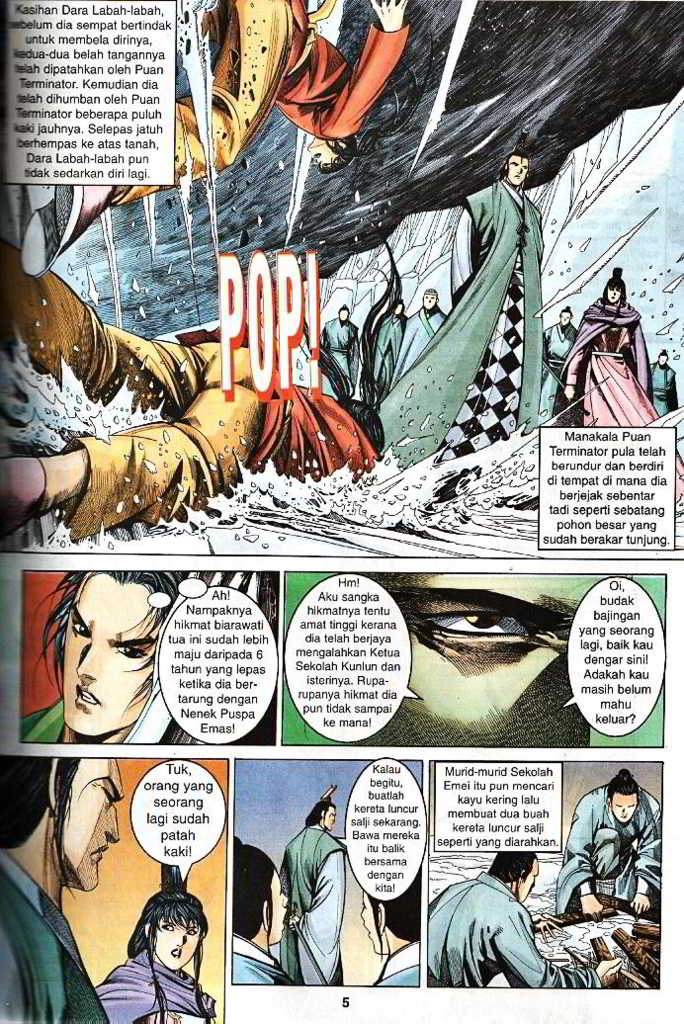 Kasihan Dara Labah-labah,
sebelum dia sempat bertindak
untuk membela dirinya,
kedua-dua belah tangannya
telah dipatahkan oleh Puan
Terminator. Kemudian dia
telah dihumban oleh Puan
Terminator beberapa puluh
kaki jauhnya. Selepas jatuh
berhempas ke atas tanah,
Dara Labah-labah pun
tidak sedarkan diri lagi.
POP!
Manakala Puan
Terminator pula telah
berundur dan berdiri
di tempat di mana dia
berjejak sebentar
tadi seperti sebatang
pohon besar yang
sudah berakar tunjung.
Ah!
Nampaknya
hikmat biarawati
tua ini sudah lebih
maju daripada 6
tahun yang lepas
ketika dia ber-
tarung dengan
Nenek Puspa
Emas!
Hm!
Aku sangka
hikmatnya tentu
amat tinggi kerana
dia telah berjaya
mengalahkan Ketua
Sekolah Kunlun dan
isterinya. Rupa-
rupanya hikmat dia
pun tidak sampai
ke mana!
Oi,
budak
bajingan
yang seorang
lagi, baik kau
dengar sini!
Adakah kau
masih belum
mahu
keluar?
Tuk,
orang yang
seorang
lagi sudah
patah
kaki!
Kalau
begitu,
buatlah
kereta luncur
salji sekarang.
Bawa mereka
itu balik
bersama
dengan
kita!
Murid-murid Sekolah
Emei itu pun mencari
kayu kering lalu
membuat dua buah
kereta luncur salji
seperti yang diarahkan.
5